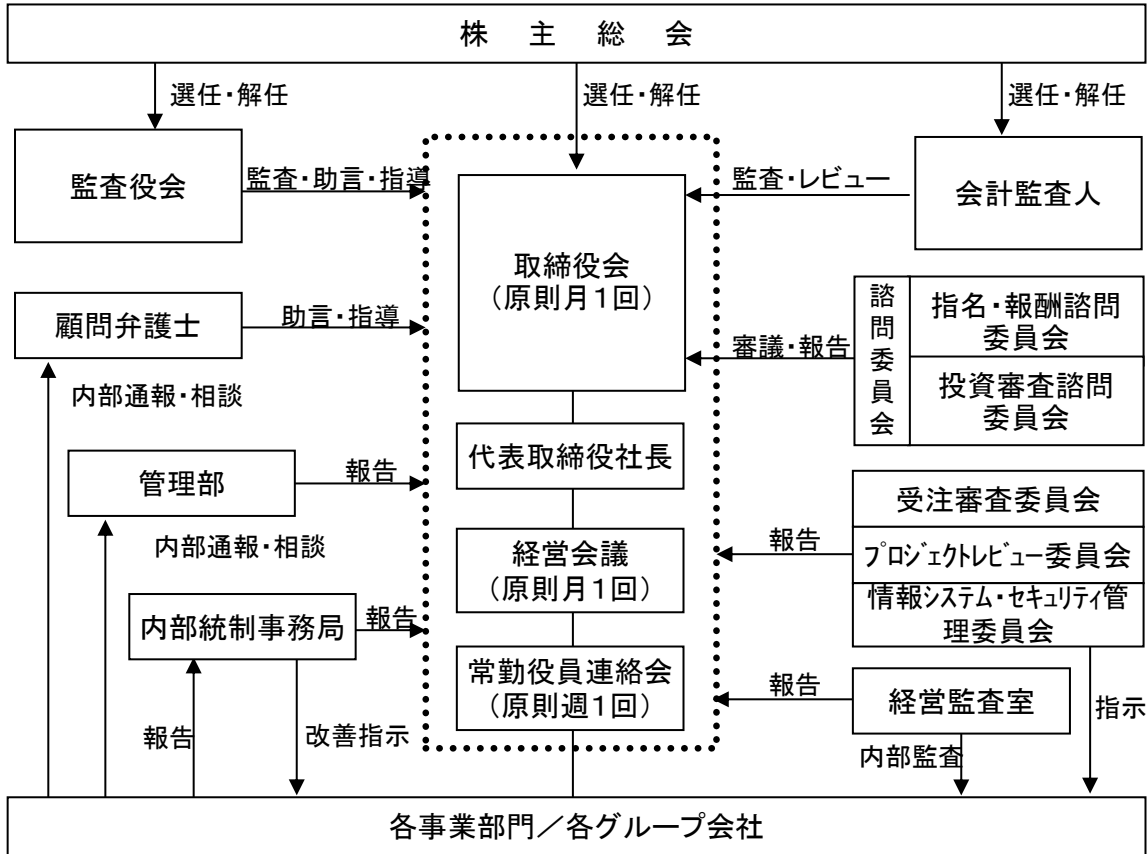 株主総会
選任・解任
選任・解任
選任・解任
監査役会
監査・助言・指導
監査・レビュー
会計監査人
取締役会
(原則月1回)
顧問弁護士
助言・指導
審議・報告
諮問委員会
指名・報酬諮問
委員会
投資審査諮問
委員会
内部通報・相談
代表取締役社長
管理部
報告
受注審査委員会
内部通報・相談
経営会議
(原則月1回)
報告
プロジェクトレビュー委員会
情報システム・セキュリティ管
理委員会
内部統制事務局
報告
常勤役員連絡会
(原則週1回)
報告
経営監査室
指示
報告
改善指示
内部監査
各事業部門/各グループ会社